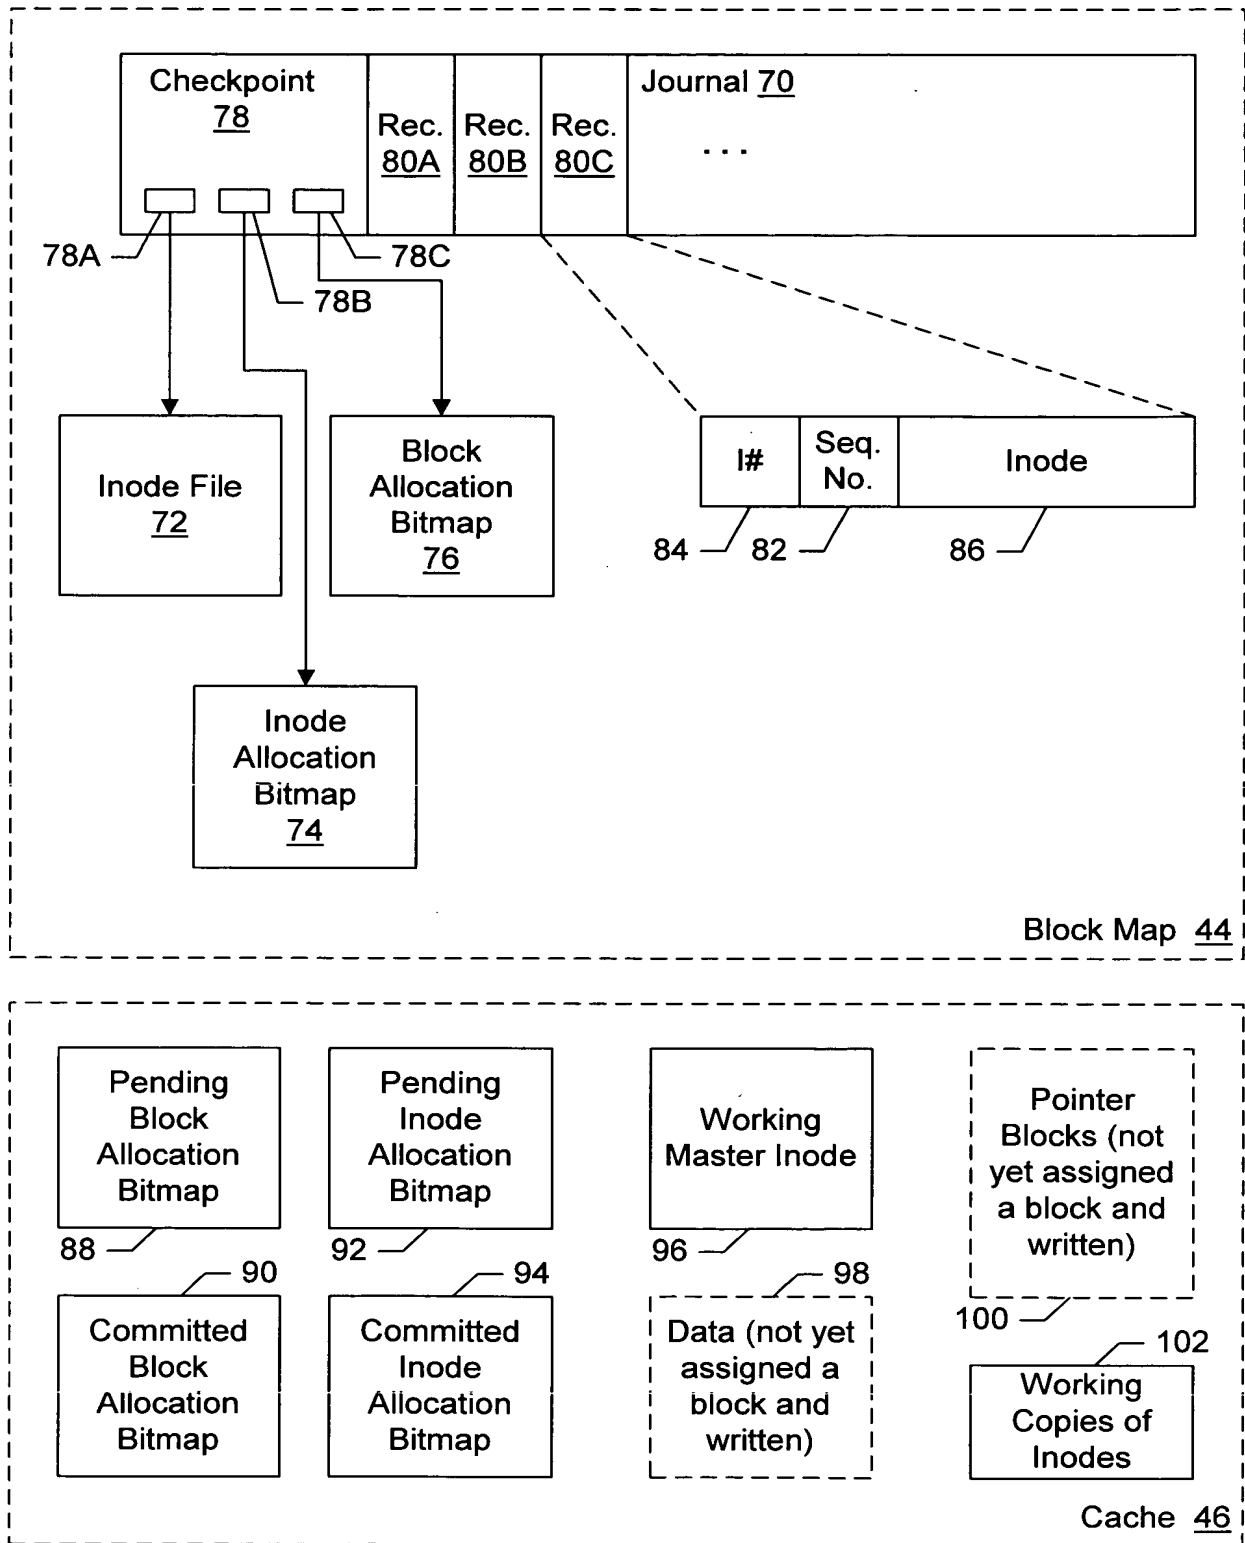 Checkpoint
78
Rec.
80A
Rec.
80B
Rec.
80C
Journal 70
. . .
78A
78B
78C
Inode File
72
Block
Allocation
Bitmap
76
I#
Seq.
No.
Inode
84
82
86
Inode
Allocation
Bitmap
74
Block Map 44
Pending
Block
Allocation
Bitmap
88
Pending
Inode
Allocation
Bitmap
92
Working
Master Inode
96
Pointer
Blocks (not
yet assigned
a block and
written)
100
90
Committed
Block
Allocation
Bitmap
94
Committed
Inode
Allocation
Bitmap
98
Data (not yet
assigned a
block and
written)
102
Working
Copies of
Inodes
Cache 46